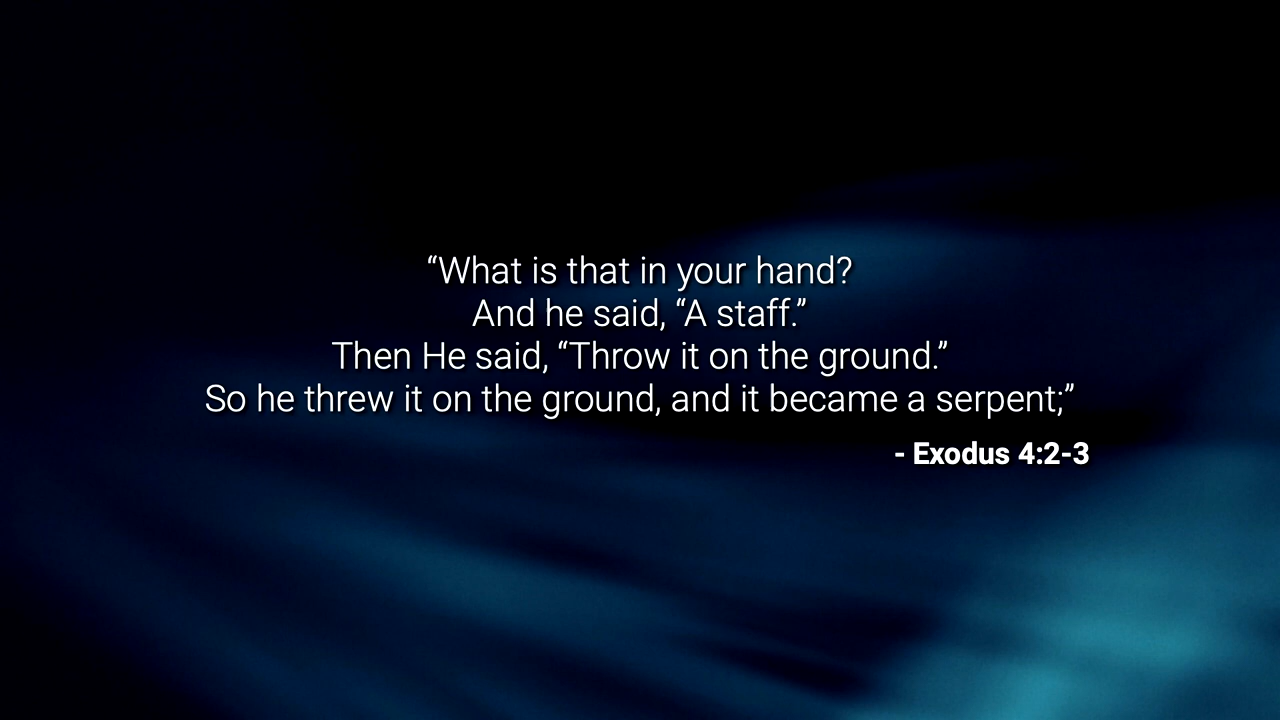 “What is that in your hand?
And he said, “A staff.”
Then He said, “Throw it on the ground.”
So he threw it on the ground, and it became a serpent;”
- Exodus 4:2-3